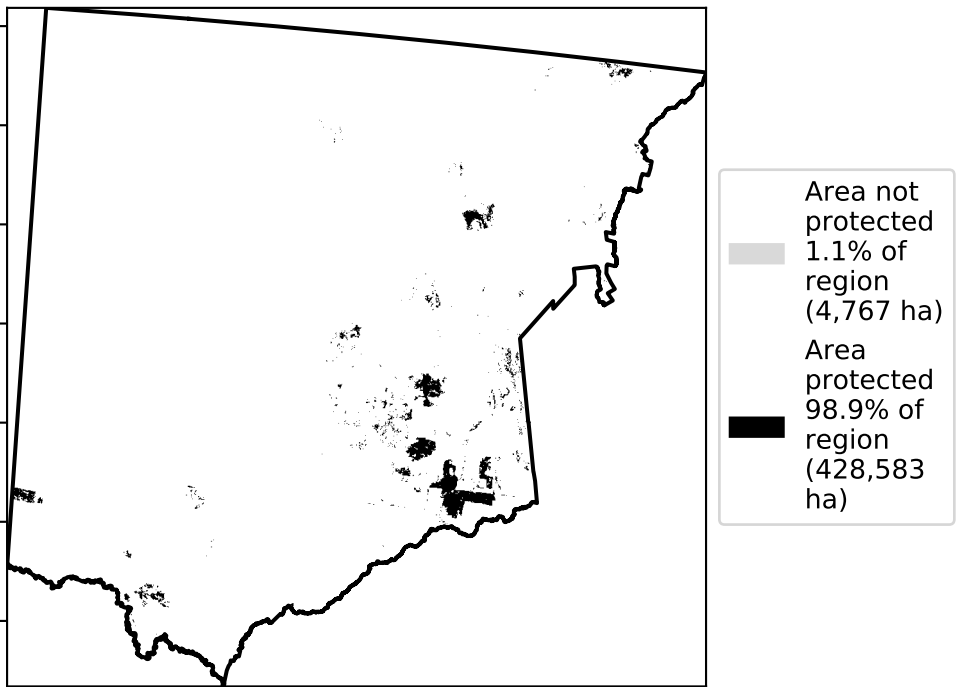 Area not
protected
1.1% of
region
(4,767 ha)
Area
protected
98.9% of
region
(428,583
ha)